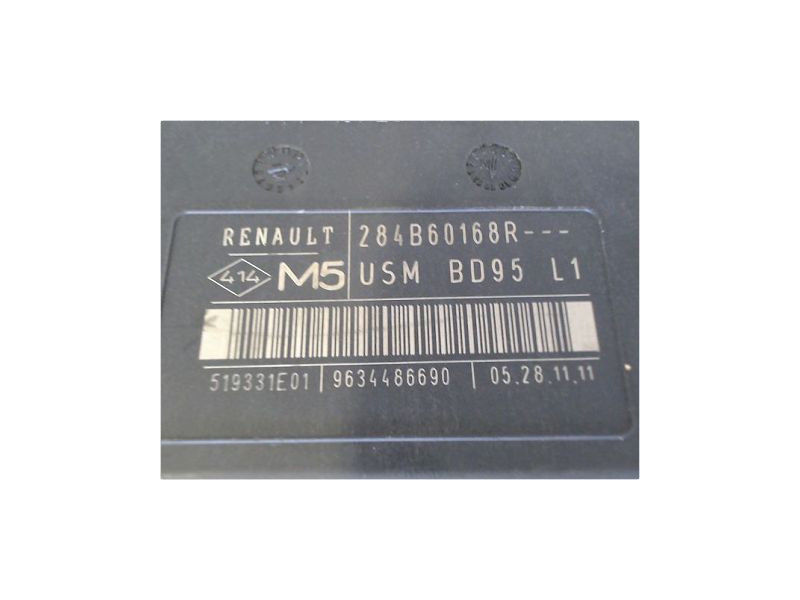 RENAULT 284B60168R---
414 M5 USM BD95 L1
519331E01 9634486690 05.28.11.11